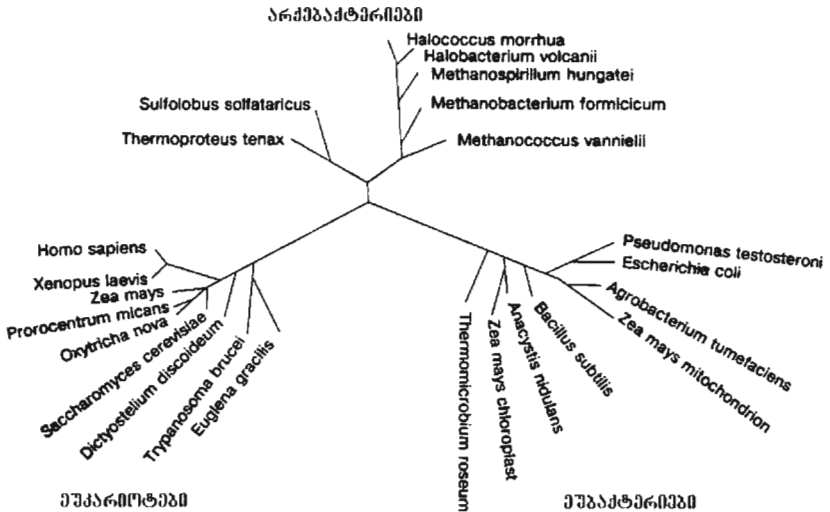 არქებაქტერიები
Halococcus morrhua
Halobacterium volcanii
Methanospirillum hungatei
Sulfolobus solfataricus
Methanobacterium formicicum
Thermoproteus tenax
Methanococcus vannielii
Homo sapiens
Xenopus laevis
Zea mays
Prorocentrum micans
Oxytricha nova
Saccharomyces cerevisiae
Dictyostelium discoideum
Trypanosoma brucei
Euglena gracilis
Thermomicrobium roseum
Zea mays chloroplast
Anacystis nidulans
Bacillus subtilis
Pseudomonas testosteroni
Escherichia coli
Agrobacterium tumefaciens
Zea mays mitochondrion
ეუკარიოტები
ეუბაქტერიები